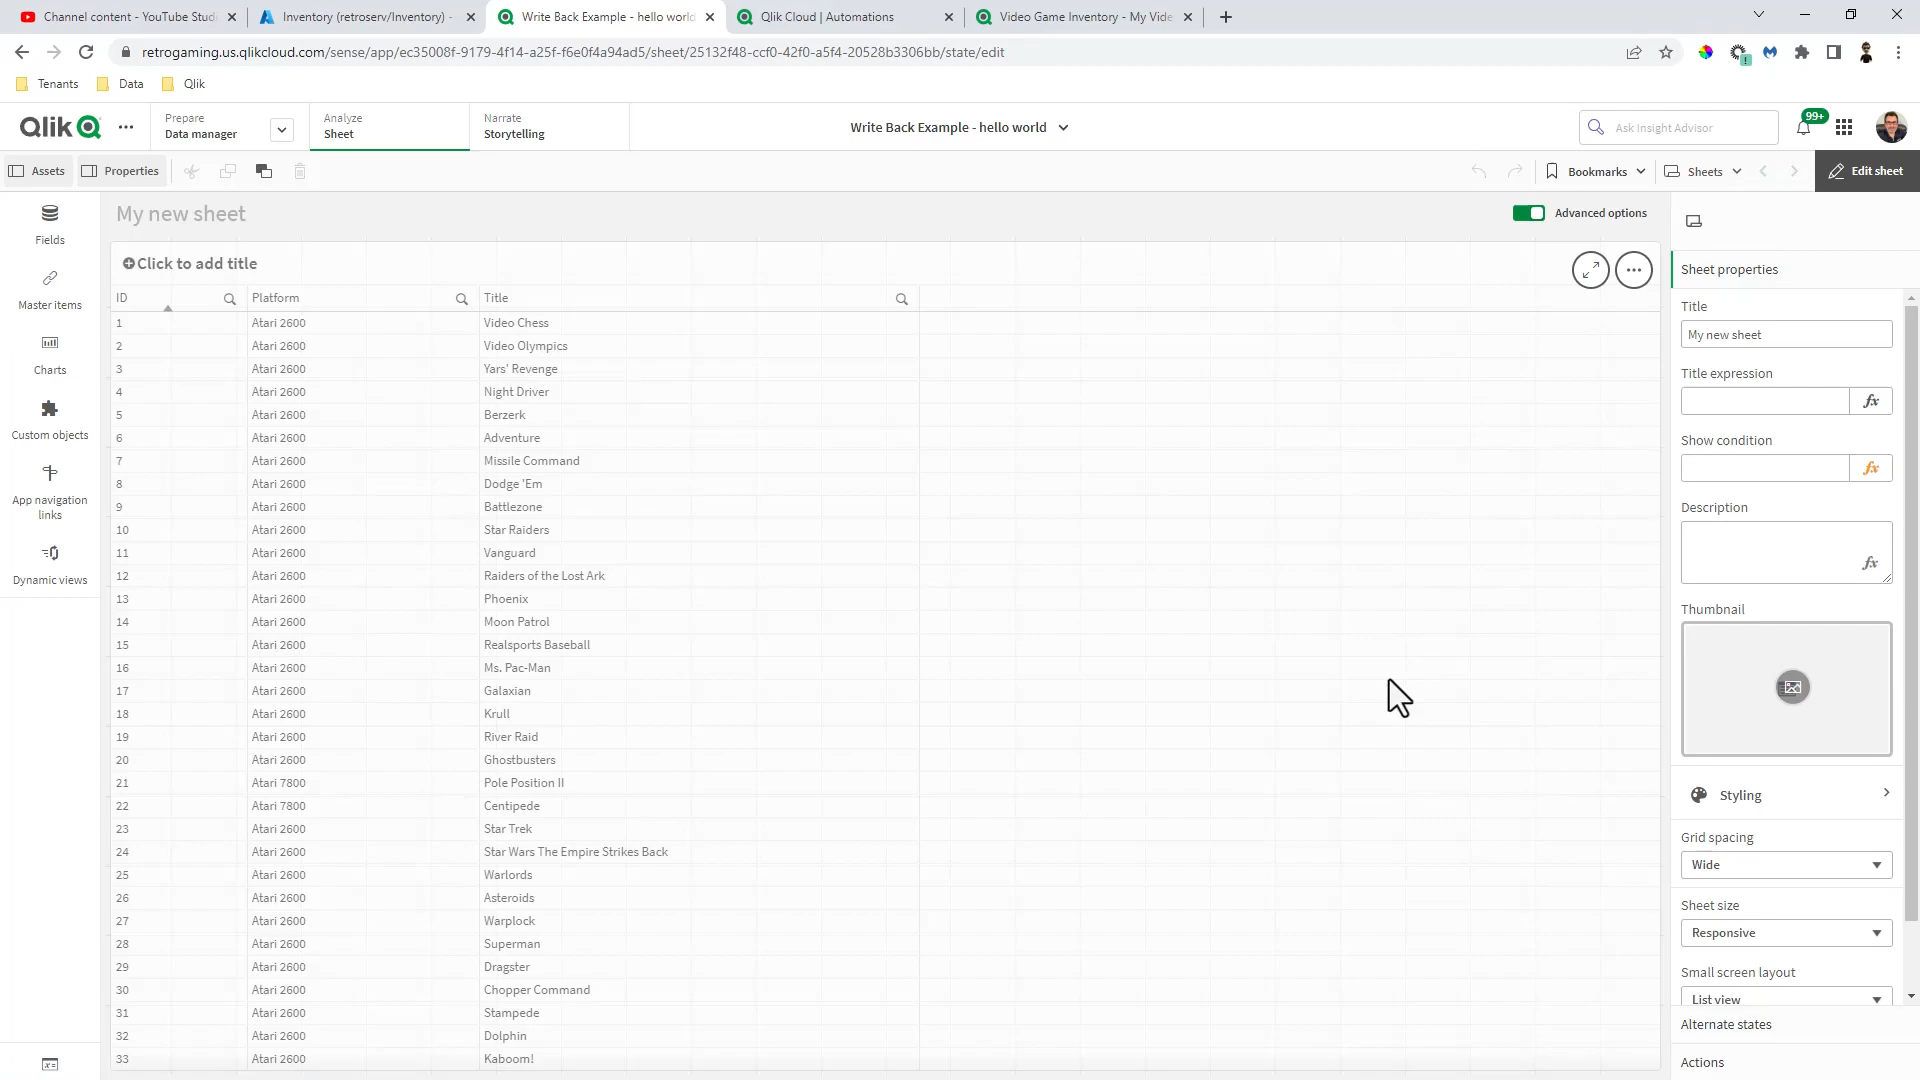 Channel content - YouTube Studi
Inventory (retroserv/Inventory) -
Write Back Example - hello world
Qlik Cloud | Automations
Video Game Inventory - My Vide
retrogaming.us.qlikcloud.com/sense/app/ec35008f-9179-4f14-a25f-f6e0f4a94ad5/sheet/25132f48-ccf0-42f0-a5f4-20528b3306bb/state/edit
Tenants
Data
Qlik
Qlik
Prepare
Data manager
Analyze
Sheet
Narrate
Storytelling
Write Back Example - hello world
Ask Insight Advisor
99+
Assets
Properties
Bookmarks
Sheets
Edit sheet
Fields
Master items
Charts
Custom objects
App navigation
links
Dynamic views
My new sheet
Advanced options
Click to add title
ID Platform Title
1 Atari 2600 Video Chess
2 Atari 2600 Video Olympics
3 Atari 2600 Yars' Revenge
4 Atari 2600 Night Driver
5 Atari 2600 Berzerk
6 Atari 2600 Adventure
7 Atari 2600 Missile Command
8 Atari 2600 Dodge 'Em
9 Atari 2600 Battlezone
10 Atari 2600 Star Raiders
11 Atari 2600 Vanguard
12 Atari 2600 Raiders of the Lost Ark
13 Atari 2600 Phoenix
14 Atari 2600 Moon Patrol
15 Atari 2600 Realsports Baseball
16 Atari 2600 Ms. Pac-Man
17 Atari 2600 Galaxian
18 Atari 2600 Krull
19 Atari 2600 River Raid
20 Atari 2600 Ghostbusters
21 Atari 7800 Pole Position II
22 Atari 7800 Centipede
23 Atari 2600 Star Trek
24 Atari 2600 Star Wars The Empire Strikes Back
25 Atari 2600 Warlords
26 Atari 2600 Asteroids
27 Atari 2600 Warplock
28 Atari 2600 Superman
29 Atari 2600 Dragster
30 Atari 2600 Chopper Command
31 Atari 2600 Stampede
32 Atari 2600 Dolphin
33 Atari 2600 Kaboom!
Sheet properties
Title
My new sheet
Title expression
fx
Show condition
fx
Description
fx
Thumbnail
Styling
Grid spacing
Wide
Sheet size
Responsive
Small screen layout
List view
Alternate states
Actions